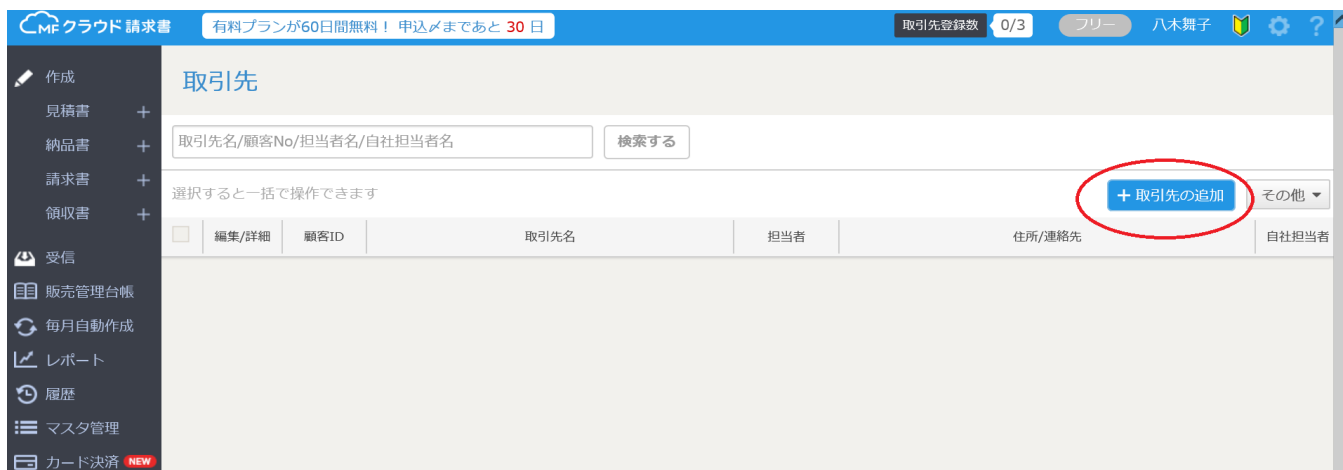 MFクラウド請求書
有料プランが60日間無料！ 申込〆まであと 30 日
取引先登録数 0/3
フリー
八木舞子
?
作成
見積書 +
納品書 +
請求書 +
領収書 +
受信
販売管理台帳
毎月自動作成
レポート
履歴
マスタ管理
カード決済 NEW
取引先
取引先名/顧客No/担当者名/自社担当者名
検索する
選択すると一括で操作できます
+ 取引先の追加
その他
編集/詳細 顧客ID 取引先名 担当者 住所/連絡先 自社担当者